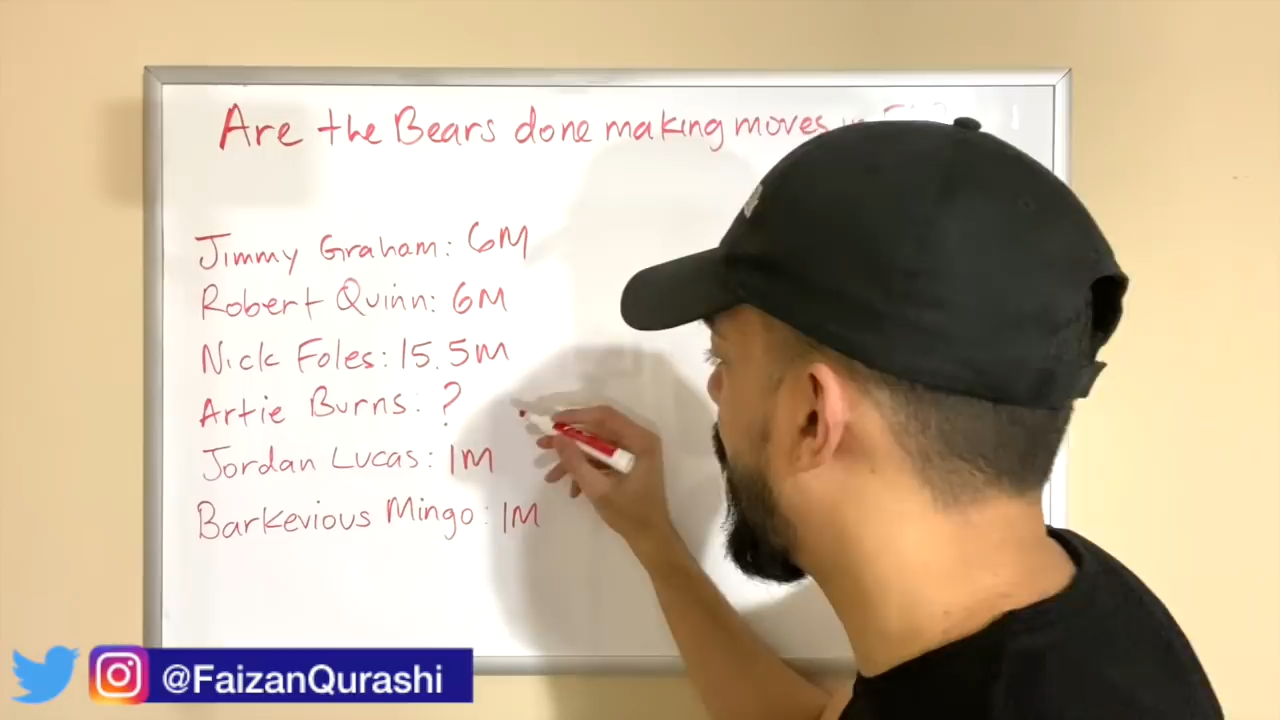 Are the Bears done making moves in
Jimmy Graham: 6M
Robert Quinn: 6M
Nick Foles: 15.5M
Artie Burns: ?
Jordan Lucas: 1M
Barkevious Mingo: 1M
@FaizanQurashi